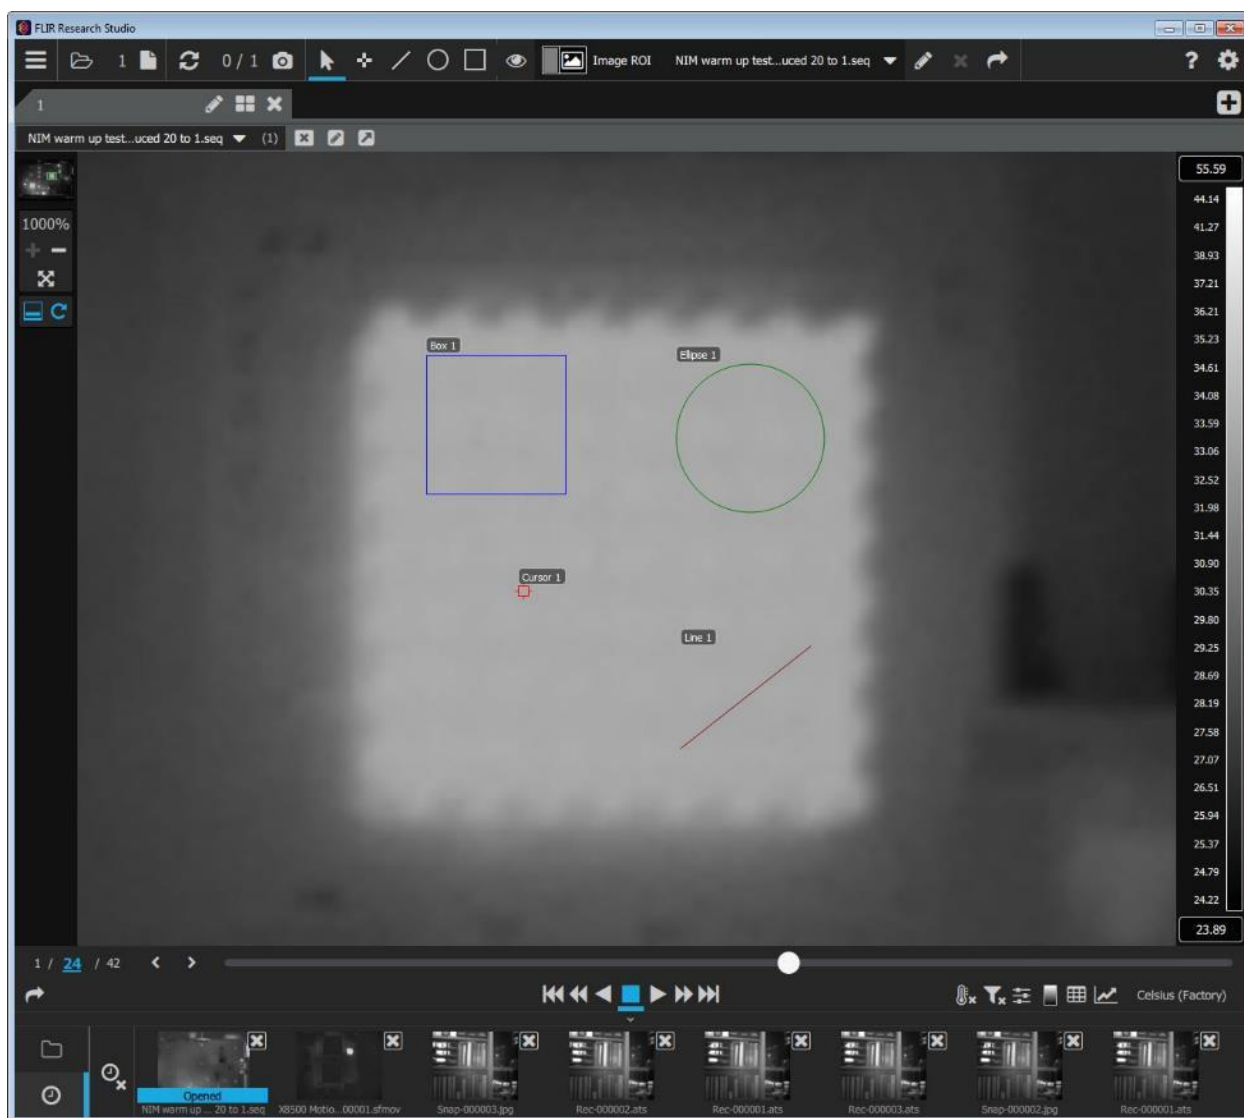 FLIR Research Studio
1 0 / 1 Image ROI NIM warm up test...uced 20 to 1.seq ?
1
NIM warm up test...uced 20 to 1.seq (1)
1000%
55.59
44.14
41.27
38.93
37.21
36.21
35.23
34.61
34.08
33.59
33.06
32.52
31.98
31.44
30.90
30.35
29.80
29.25
28.69
28.19
27.58
27.07
26.51
25.94
25.37
24.79
24.22
23.89
Box 1
Ellipse 1
Cursor 1
Line 1
1 / 24 / 42
Celsius (Factory)
Opened
NIM warm up ... 20 to 1.seq X8500 Motio...00001.sfmov Snap-000003.jpg Rec-000002.ats Rec-000001.ats Rec-000003.ats Snap-000002.jpg Rec-000001.ats